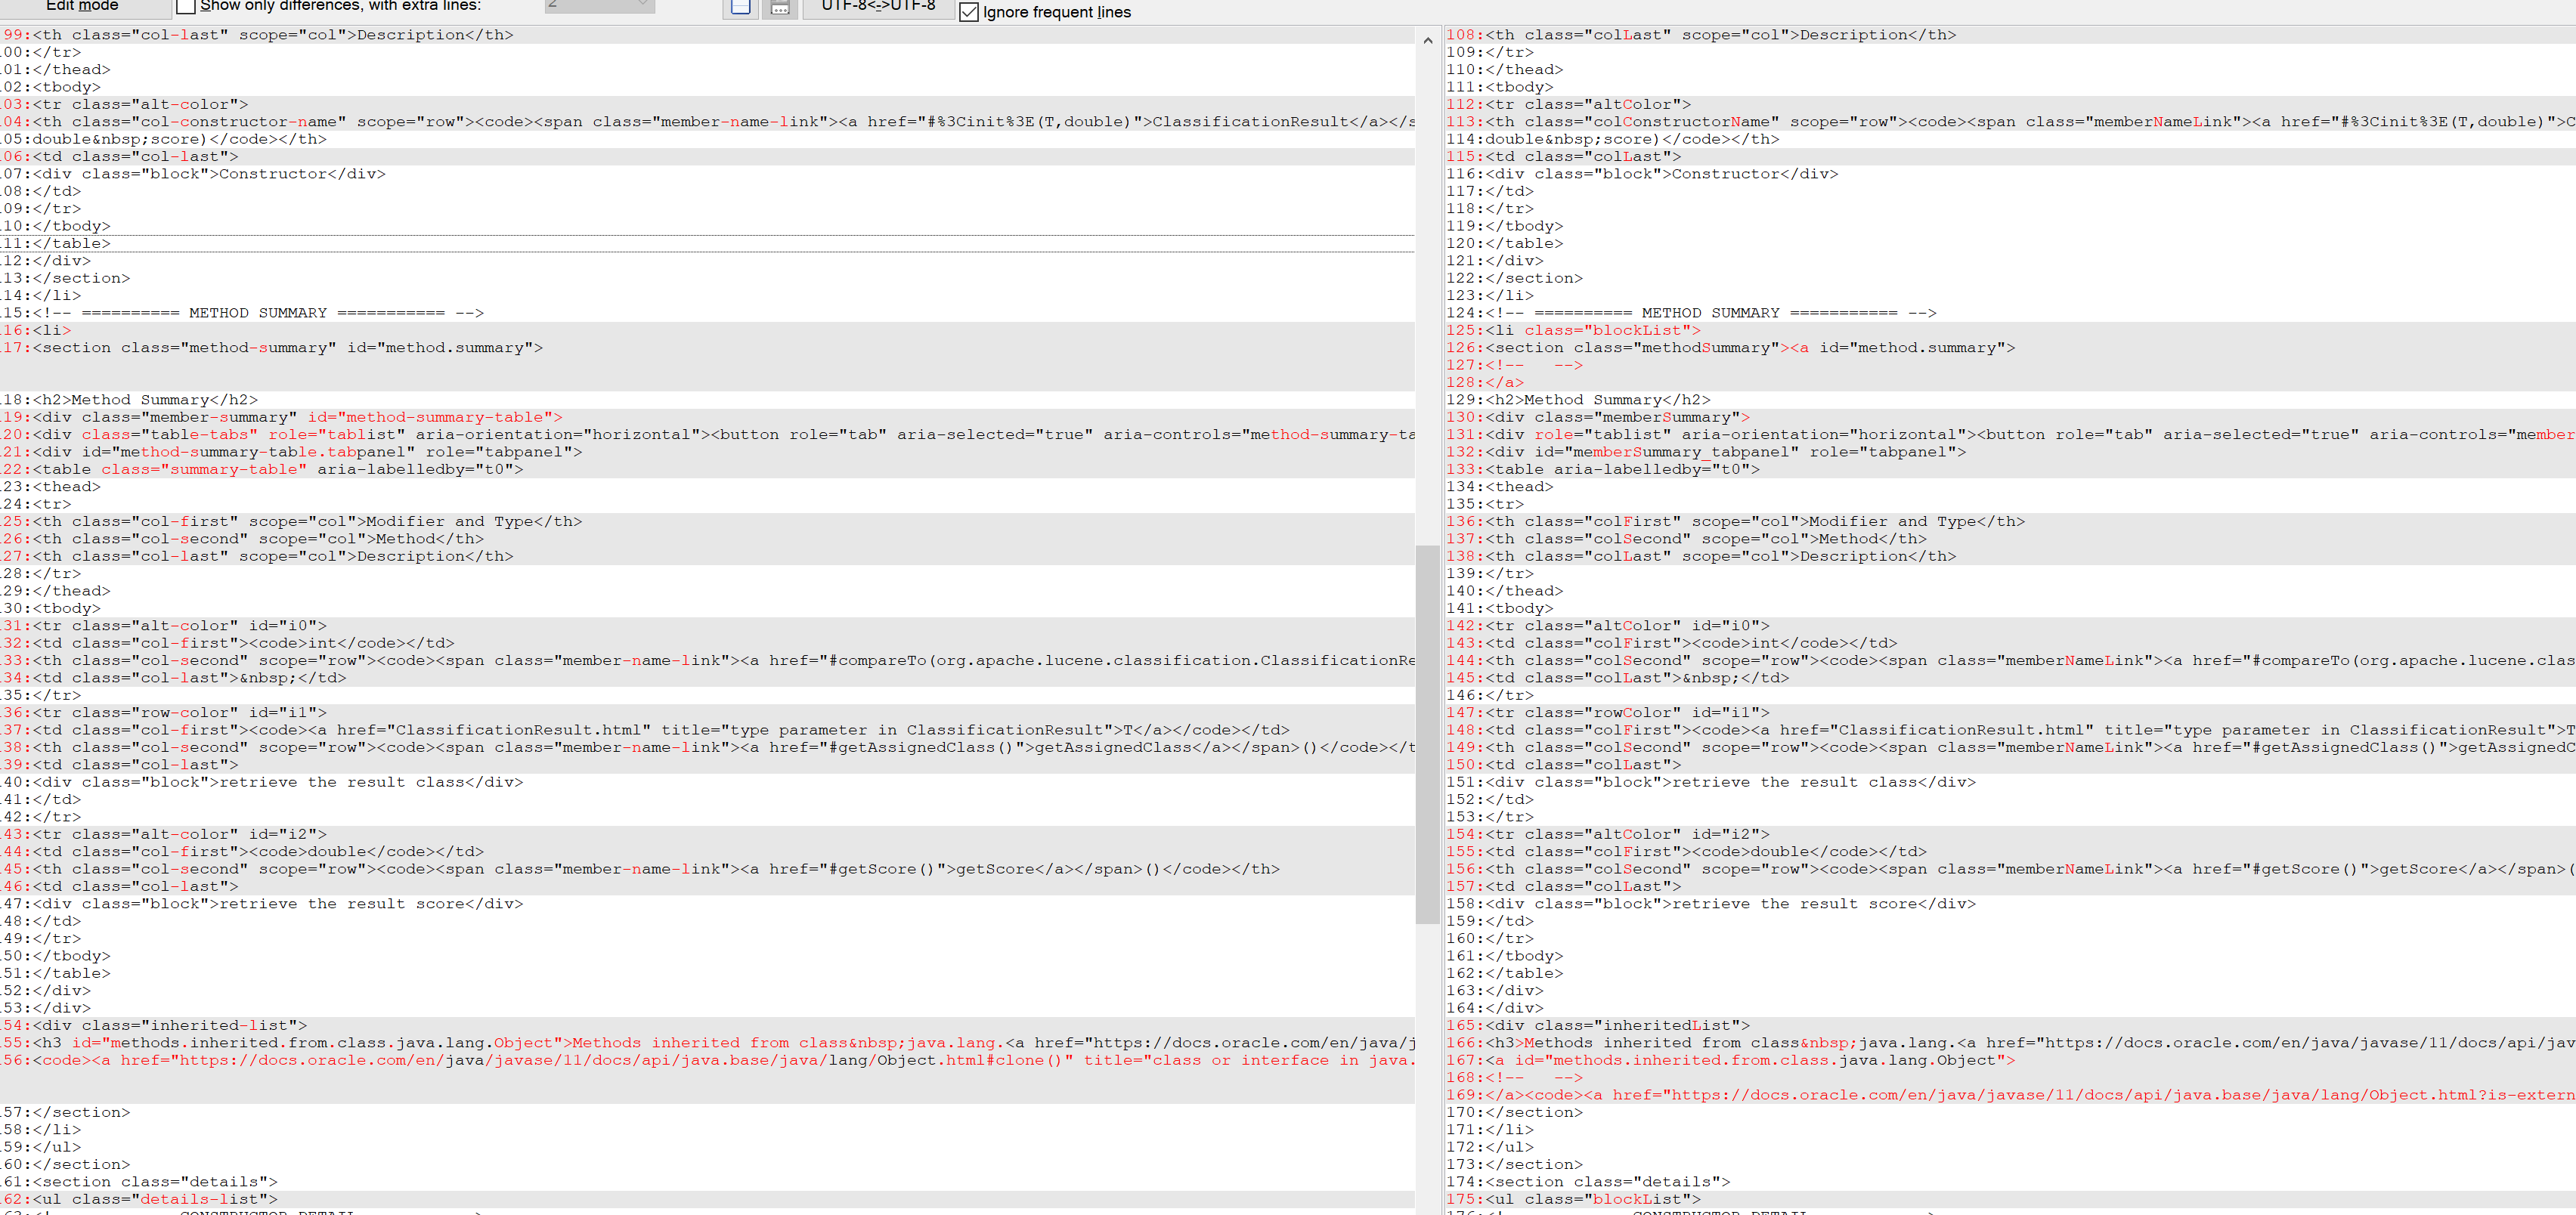 Edit mode
Show only differences, with extra lines:
2
UTF-8<->UTF-8
Ignore frequent lines
99:<th class="col-last" scope="col">Description</th>
00:</tr>
01:</thead>
02:<tbody>
03:<tr class="alt-color">
04:<th class="col-constructor-name" scope="row"><code><span class="member-name-link"><a href="#%3Cinit%3E(T,double)">ClassificationResult</a></s
05:double&nbsp;score)</code></th>
06:<td class="col-last">
07:<div class="block">Constructor</div>
08:</td>
09:</tr>
10:</tbody>
11:</table>
12:</div>
13:</section>
14:</li>
15:<!-- ========== METHOD SUMMARY =========== -->
16:<li>
17:<section class="method-summary" id="method.summary">
18:<h2>Method Summary</h2>
19:<div class="member-summary" id="method-summary-table">
20:<div class="table-tabs" role="tablist" aria-orientation="horizontal"><button role="tab" aria-selected="true" aria-controls="method-summary-ta
21:<div id="method-summary-table.tabpanel" role="tabpanel">
22:<table class="summary-table" aria-labelledby="t0">
23:<thead>
24:<tr>
25:<th class="col-first" scope="col">Modifier and Type</th>
26:<th class="col-second" scope="col">Method</th>
27:<th class="col-last" scope="col">Description</th>
28:</tr>
29:</thead>
30:<tbody>
31:<tr class="alt-color" id="i0">
32:<td class="col-first"><code>int</code></td>
33:<th class="col-second" scope="row"><code><span class="member-name-link"><a href="#compareTo(org.apache.lucene.classification.ClassificationRe
34:<td class="col-last">&nbsp;</td>
35:</tr>
36:<tr class="row-color" id="i1">
37:<td class="col-first"><code><a href="ClassificationResult.html" title="type parameter in ClassificationResult">T</a></code></td>
38:<th class="col-second" scope="row"><code><span class="member-name-link"><a href="#getAssignedClass()">getAssignedClass</a></span>()</code></t
39:<td class="col-last">
40:<div class="block">retrieve the result class</div>
41:</td>
42:</tr>
43:<tr class="alt-color" id="i2">
44:<td class="col-first"><code>double</code></td>
45:<th class="col-second" scope="row"><code><span class="member-name-link"><a href="#getScore()">getScore</a></span>()</code></th>
46:<td class="col-last">
47:<div class="block">retrieve the result score</div>
48:</td>
49:</tr>
50:</tbody>
51:</table>
52:</div>
53:</div>
54:<div class="inherited-list">
55:<h3 id="methods.inherited.from.class.java.lang.Object">Methods inherited from class&nbsp;java.lang.<a href="https://docs.oracle.com/en/java/j
56:<code><a href="https://docs.oracle.com/en/java/javase/11/docs/api/java.base/java/lang/Object.html#clone()" title="class or interface in java.
57:</section>
58:</li>
59:</ul>
60:</section>
61:<section class="details">
62:<ul class="details-list">
108:<th class="colLast" scope="col">Description</th>
109:</tr>
110:</thead>
111:<tbody>
112:<tr class="altColor">
113:<th class="colConstructorName" scope="row"><code><span class="memberNameLink"><a href="#%3Cinit%3E(T,double)">C
114:double&nbsp;score)</code></th>
115:<td class="colLast">
116:<div class="block">Constructor</div>
117:</td>
118:</tr>
119:</tbody>
120:</table>
121:</div>
122:</section>
123:</li>
124:<!-- ========== METHOD SUMMARY =========== -->
125:<li class="blockList">
126:<section class="methodSummary"><a id="method.summary">
127:<!--   -->
128:</a>
129:<h2>Method Summary</h2>
130:<div class="memberSummary">
131:<div role="tablist" aria-orientation="horizontal"><button role="tab" aria-selected="true" aria-controls="member
132:<div id="memberSummary_tabpanel" role="tabpanel">
133:<table aria-labelledby="t0">
134:<thead>
135:<tr>
136:<th class="colFirst" scope="col">Modifier and Type</th>
137:<th class="colSecond" scope="col">Method</th>
138:<th class="colLast" scope="col">Description</th>
139:</tr>
140:</thead>
141:<tbody>
142:<tr class="altColor" id="i0">
143:<td class="colFirst"><code>int</code></td>
144:<th class="colSecond" scope="row"><code><span class="memberNameLink"><a href="#compareTo(org.apache.lucene.clas
145:<td class="colLast">&nbsp;</td>
146:</tr>
147:<tr class="rowColor" id="i1">
148:<td class="colFirst"><code><a href="ClassificationResult.html" title="type parameter in ClassificationResult">T
149:<th class="colSecond" scope="row"><code><span class="memberNameLink"><a href="#getAssignedClass()">getAssignedC
150:<td class="colLast">
151:<div class="block">retrieve the result class</div>
152:</td>
153:</tr>
154:<tr class="altColor" id="i2">
155:<td class="colFirst"><code>double</code></td>
156:<th class="colSecond" scope="row"><code><span class="memberNameLink"><a href="#getScore()">getScore</a></span>(
157:<td class="colLast">
158:<div class="block">retrieve the result score</div>
159:</td>
160:</tr>
161:</tbody>
162:</table>
163:</div>
164:</div>
165:<div class="inheritedList">
166:<h3>Methods inherited from class&nbsp;java.lang.<a href="https://docs.oracle.com/en/java/javase/11/docs/api/jav
167:<a id="methods.inherited.from.class.java.lang.Object">
168:<!--   -->
169:</a><code><a href="https://docs.oracle.com/en/java/javase/11/docs/api/java.base/java/lang/Object.html?is-extern
170:</section>
171:</li>
172:</ul>
173:</section>
174:<section class="details">
175:<ul class="blockList">